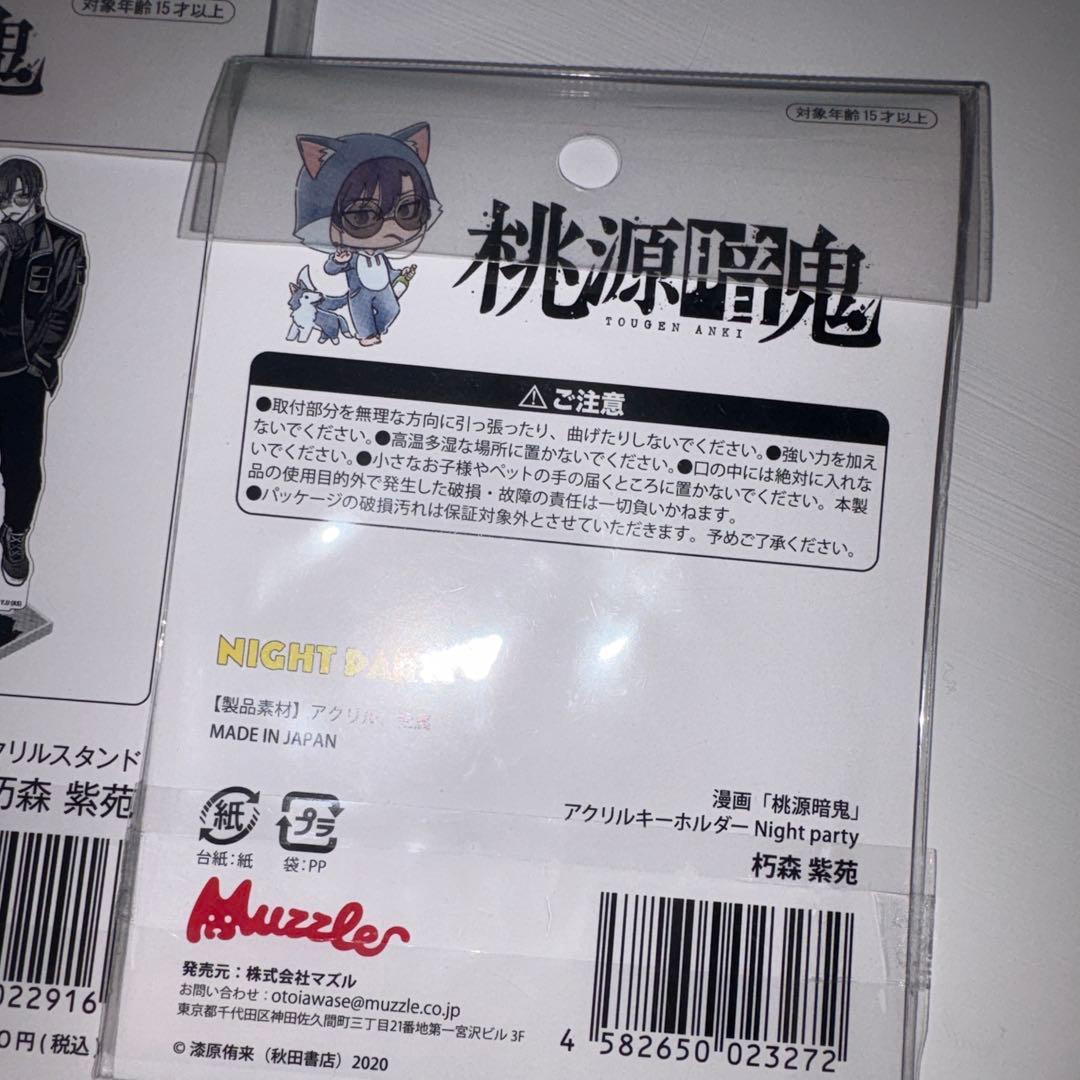 対象年齢15才以上
鬼
クリルスタンド
朽森 紫苑
022916
0円(税込)
対象年齢15才以上
桃源暗鬼
TOUGEN ANKI
⚠ご注意
●取付部分を無理な方向に引っ張ったり、曲げたりしないでください。●強い力を加え
ないでください。●高温多湿な場所に置かないでください。●口の中には絶対に入れな
いでください。●小さなお子様やペットの手の届くところに置かないでください。本製
品の使用目的外で発生した破損・故障の責任は一切負いかねます。
●パッケージの破損汚れは保証対象外とさせていただきます。予めご了承ください。
NIGHT PARTY
【製品素材】アクリル、金属
MADE IN JAPAN
紙
プラ
台紙:紙
袋:PP
漫画「桃源暗鬼」
アクリルキーホルダー Night party
朽森 紫苑
Muzzle
発売元:株式会社マズル
お問い合わせ:otoiawase@muzzle.co.jp
東京都千代田区神田佐久間町三丁目21番地第一宮沢ビル 3F
© 漆原侑来(秋田書店)2020
4 582650 023272